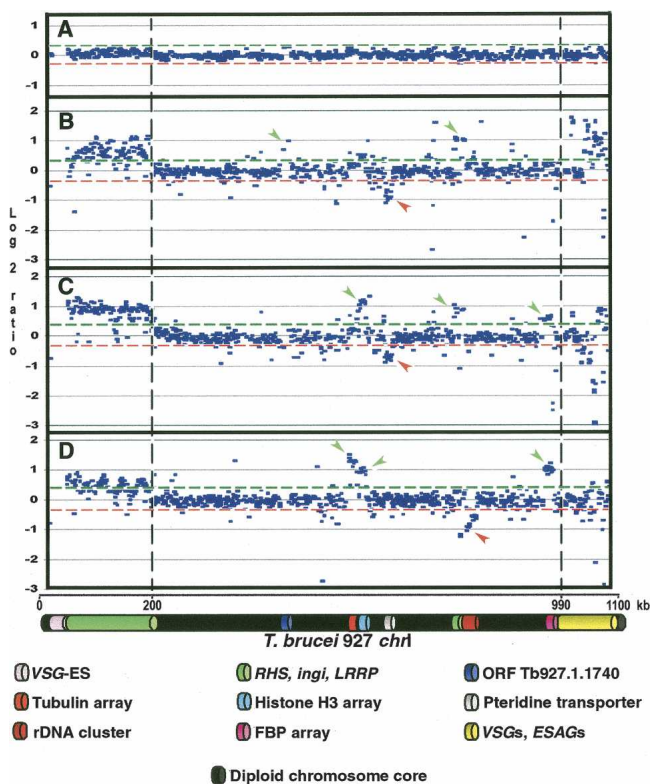 A
1
0
-1
B
2
1
0
-1
-2
-3
C
2
1
0
-1
-2
-3
D
2
1
0
-1
-2
-3
Log 2 ratio
0 200 990 1100 kb
T. brucei 927 chrI
VSG-ES RHS, ingi, LRRP ORF Tb927.1.1740
Tubulin array Histone H3 array Pteridine transporter
rDNA cluster FBP array VSGs, ESAGs
Diploid chromosome core